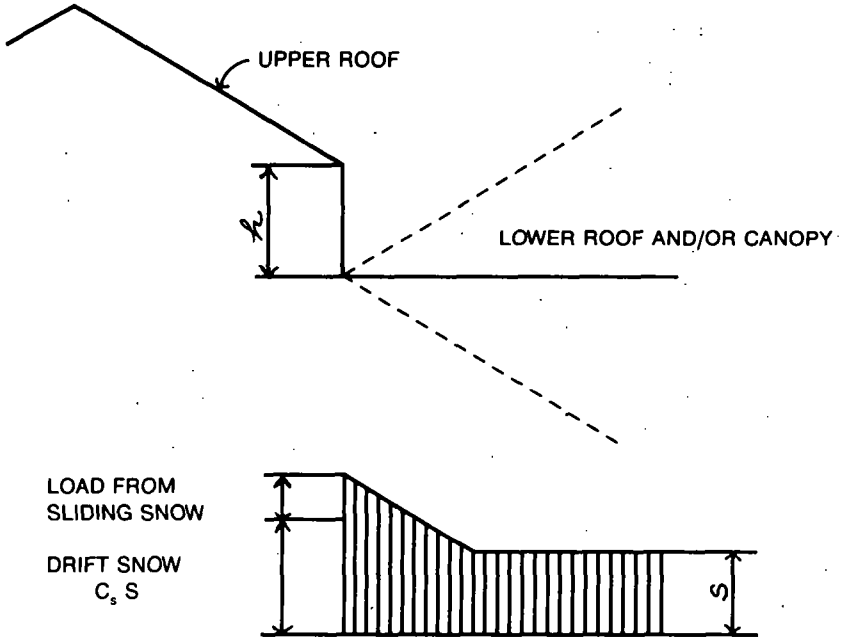 UPPER ROOF
h
LOWER ROOF AND/OR CANOPY
LOAD FROM
SLIDING SNOW
DRIFT SNOW
Cₛ S
S